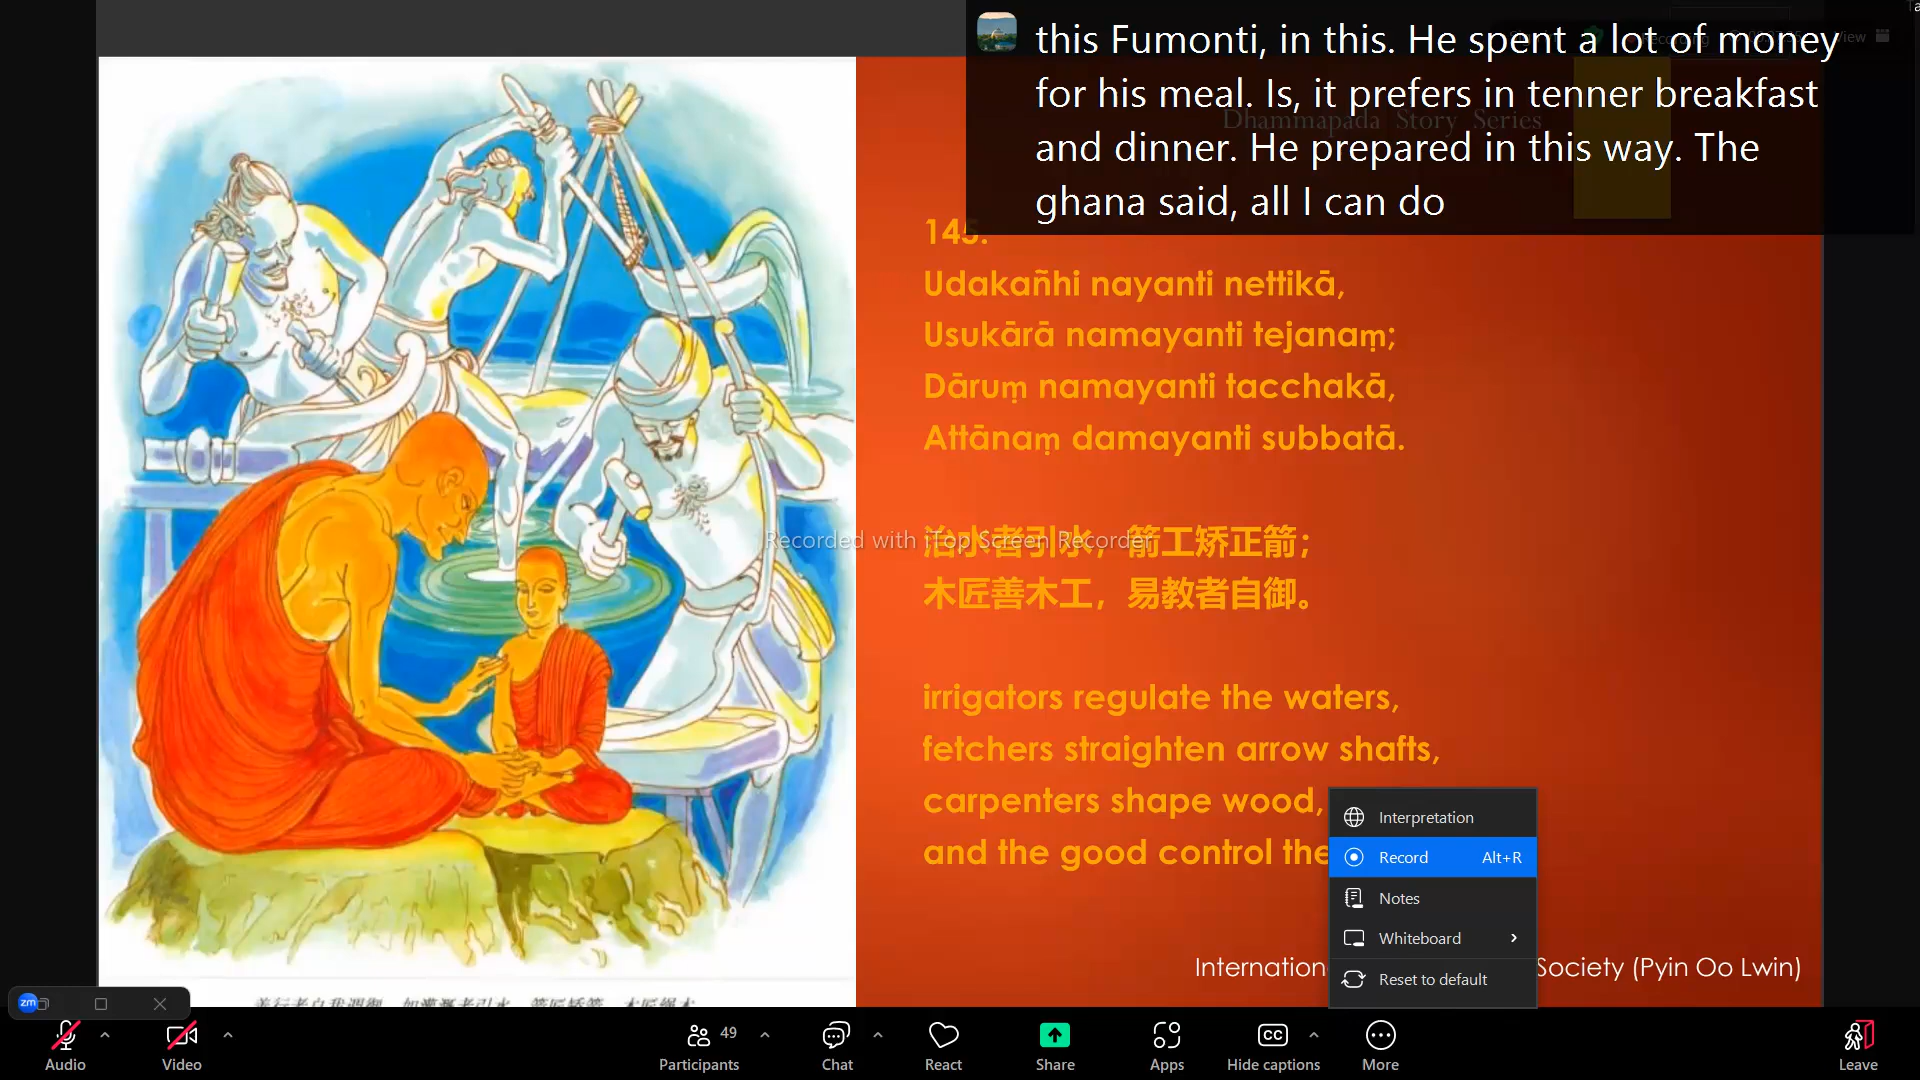 this Fumonti, in this. He spent a lot of money
for his meal. Is, it prefers in tenner breakfast
and dinner. He prepared in this way. The
ghana said, all I can do
View
Dhammapada Story Series
145.
Udakañhi nayanti nettikā,
Usukārā namayanti tejanaṃ;
Dāruṃ namayanti tacchakā,
Attānaṃ damayanti subbatā.
Recorded with iTop Screen Recorder
治水者引水，箭工矫正箭；
木匠善木工，易教者自御。
irrigators regulate the waters,
fetchers straighten arrow shafts,
carpenters shape wood,
and the good control
Interpretation
Record Alt+R
Notes
Whiteboard
Reset to default
Society (Pyin Oo Lwin)
zm
Audio
Video
49
Participants
Chat
React
Share
Apps
CC
Hide captions
More
Leave